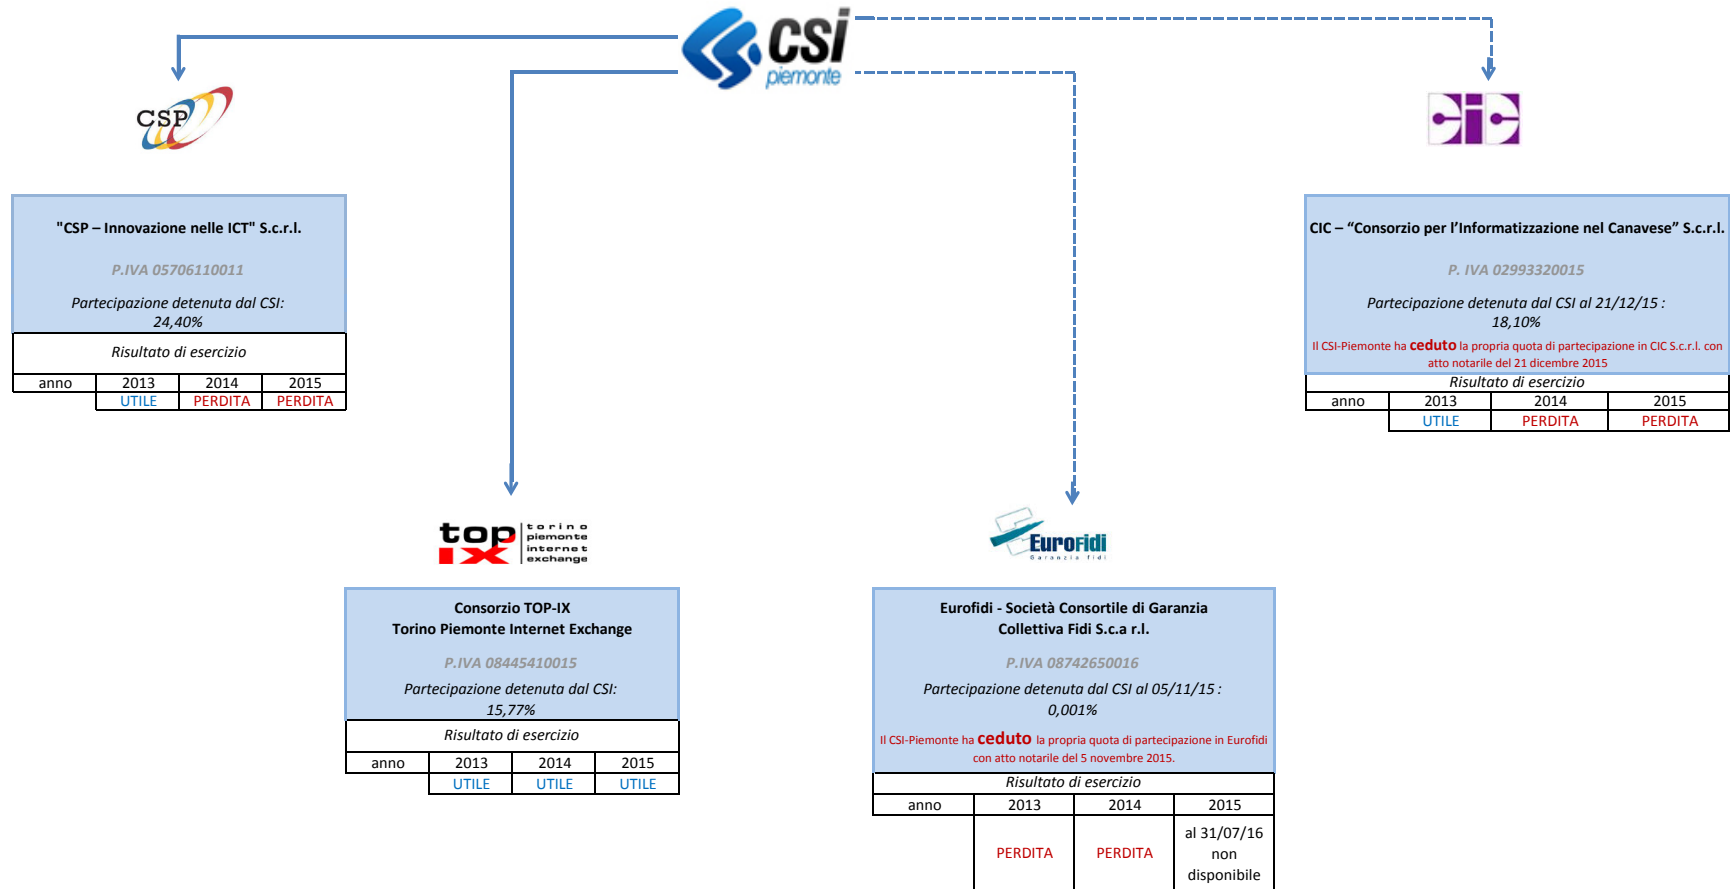 csi
piemonte
CSP
CiC
"CSP – Innovazione nelle ICT" S.c.r.l.
P.IVA 05706110011
Partecipazione detenuta dal CSI:
24,40%
Risultato di esercizio
anno 2013 2014 2015
UTILE PERDITA PERDITA
CIC – “Consorzio per l’Informatizzazione nel Canavese” S.c.r.l.
P. IVA 02993320015
Partecipazione detenuta dal CSI al 21/12/15 :
18,10%
Il CSI-Piemonte ha ceduto la propria quota di partecipazione in CIC S.c.r.l. con
atto notarile del 21 dicembre 2015
Risultato di esercizio
anno 2013 2014 2015
UTILE PERDITA PERDITA
top ix
torino
piemonte
internet
exchange
Consorzio TOP-IX
Torino Piemonte Internet Exchange
P.IVA 08445410015
Partecipazione detenuta dal CSI:
15,77%
Risultato di esercizio
anno 2013 2014 2015
UTILE UTILE UTILE
Eurofidi
Garanzia Fidi
Eurofidi - Società Consortile di Garanzia
Collettiva Fidi S.c.a r.l.
P.IVA 08742650016
Partecipazione detenuta dal CSI al 05/11/15 :
0,001%
Il CSI-Piemonte ha ceduto la propria quota di partecipazione in Eurofidi
con atto notarile del 5 novembre 2015.
Risultato di esercizio
anno 2013 2014 2015
PERDITA PERDITA al 31/07/16
non
disponibile